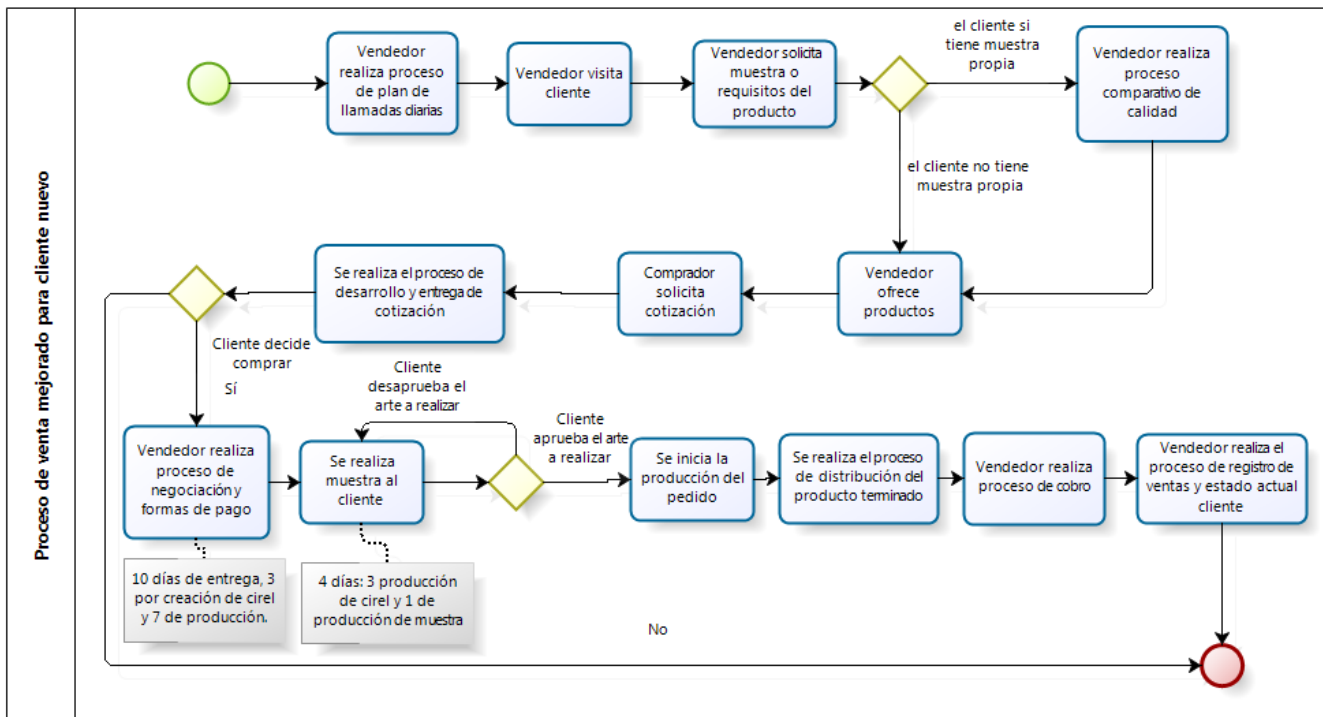 Proceso de venta mejorado para cliente nuevo
Vendedor
realiza proceso
de plan de
llamadas diarias
Vendedor visita
cliente
Vendedor solicita
muestra o
requisitos del
producto
el cliente si
tiene muestra
propia
Vendedor realiza
proceso
comparativo de
calidad
el cliente no tiene
muestra propia
Vendedor
ofrece
productos
Comprador
solicita
cotización
Se realiza el proceso de
desarrollo y entrega de
cotización
Cliente decide
comprar
Sí
Vendedor realiza
proceso de
negociación y
formas de pago
10 días de entrega, 3
por creación de cirel
y 7 de producción.
Se realiza
muestra al
cliente
4 días: 3 producción
de cirel y 1 de
producción de muestra
Cliente
desaprueba el
arte a realizar
Cliente
aprueba el arte
a realizar
Se inicia la
producción del
pedido
Se realiza el proceso
de distribución del
producto terminado
Vendedor realiza
proceso de cobro
Vendedor realiza el
proceso de registro de
ventas y estado actual
cliente
No